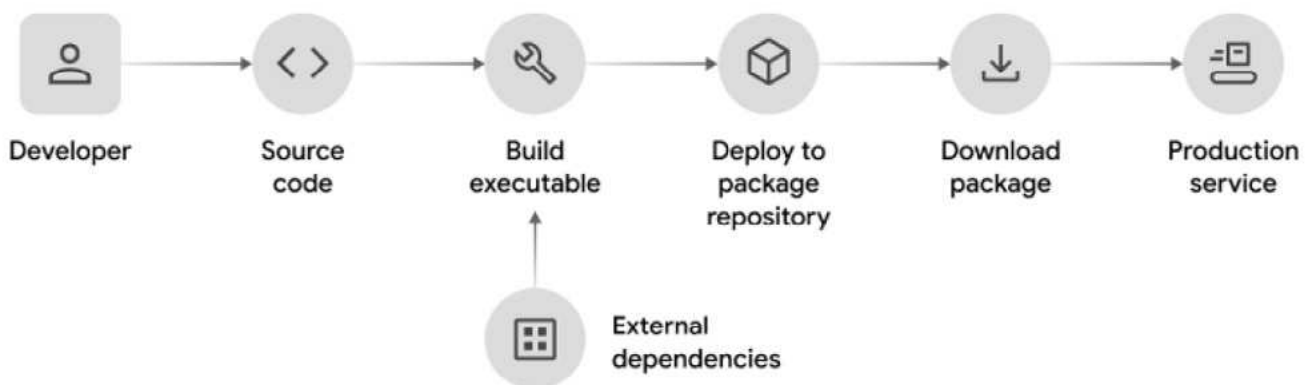 Developer
Source
code
Build
executable
Deploy to
package
repository
Download
package
Production
service
External
dependencies